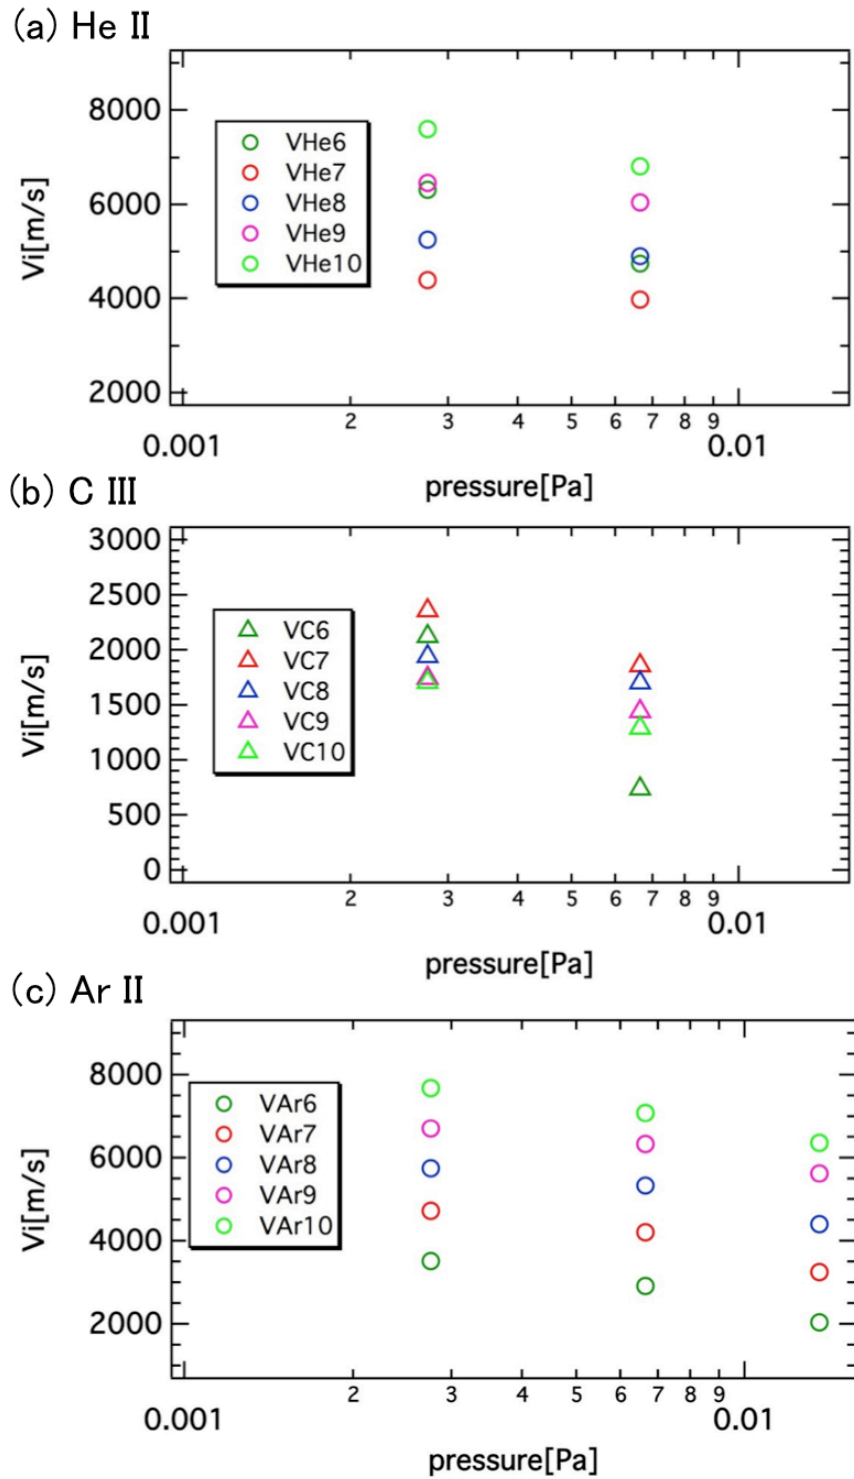 (a) He II
8000
6000
4000
2000
Vi[m/s]
VHe6
VHe7
VHe8
VHe9
VHe10
2 3 4 5 6 7 8 9
0.001 0.01
pressure[Pa]
(b) C III
3000
2500
2000
1500
1000
500
0
Vi[m/s]
VC6
VC7
VC8
VC9
VC10
2 3 4 5 6 7 8 9
0.001 0.01
pressure[Pa]
(c) Ar II
8000
6000
4000
2000
Vi[m/s]
VAr6
VAr7
VAr8
VAr9
VAr10
2 3 4 5 6 7 8 9
0.001 0.01
pressure[Pa]